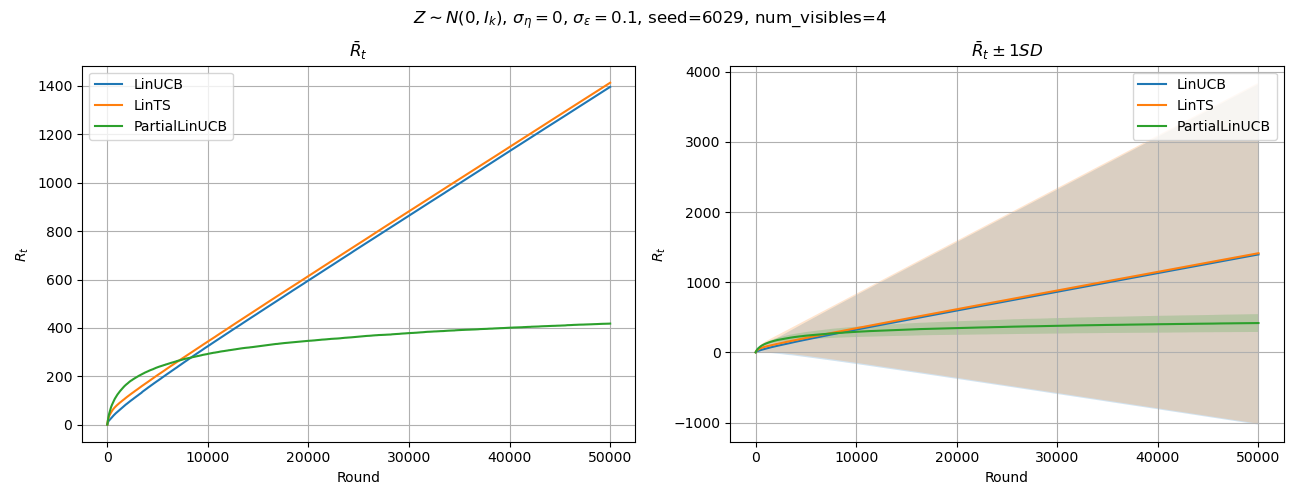 Z ∼ N(0, I_k), σ_η = 0, σ_ε = 0.1, seed=6029, num_visibles=4
R̄_t
LinUCB
LinTS
PartialLinUCB
R_t
1400
1200
1000
800
600
400
200
0
0 10000 20000 30000 40000 50000
Round
R̄_t ± 1SD
LinUCB
LinTS
PartialLinUCB
R_t
4000
3000
2000
1000
0
−1000
0 10000 20000 30000 40000 50000
Round